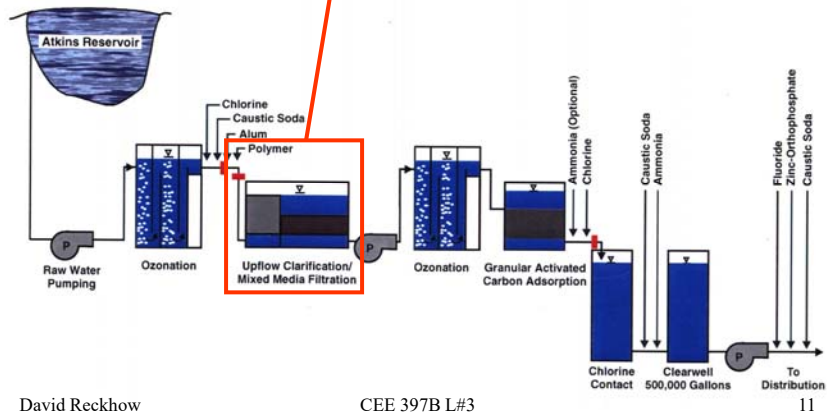 Atkins Reservoir
Chlorine
Caustic Soda
Alum
Polymer
P
Raw Water
Pumping
Ozonation
Upflow Clarification/
Mixed Media Filtration
P
Ozonation
Granular Activated
Carbon Adsorption
Ammonia (Optional)
Chlorine
Chlorine
Contact
Caustic Soda
Ammonia
Clearwell
500,000 Gallons
P
Fluoride
Zinc-Orthophosphate
Caustic Soda
To
Distribution
David Reckhow
CEE 397B L#3
11